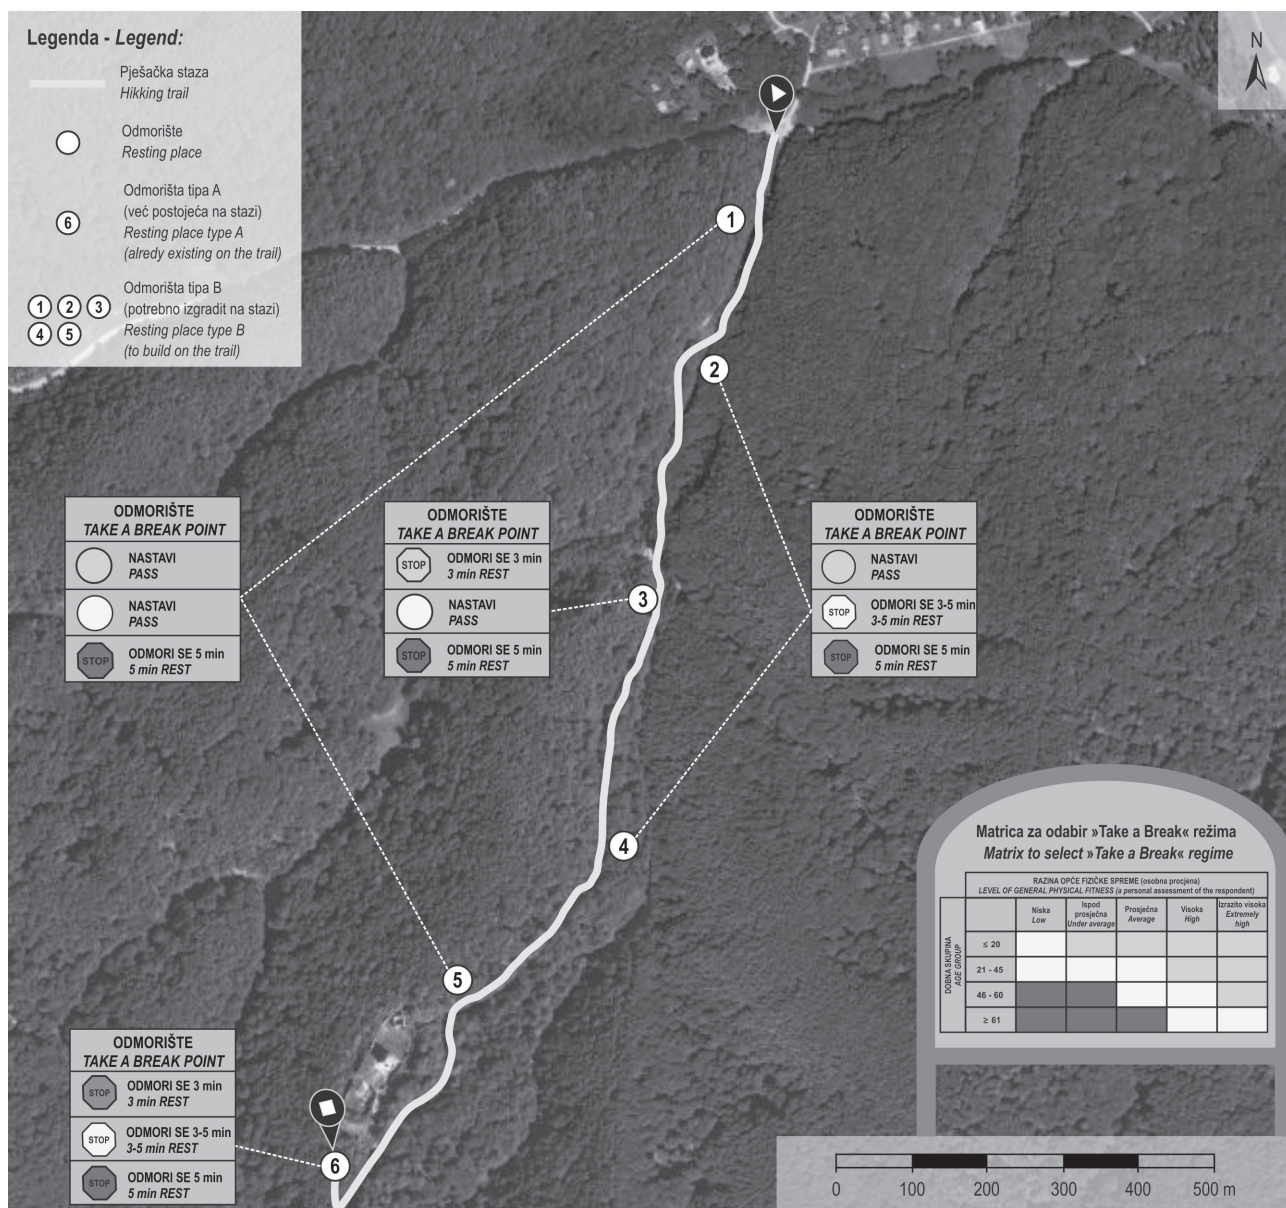 Legenda - Legend:
Pješačka staza
Hikking trail
Odmorište
Resting place
6
Odmorišta tipa A
(već postojeća na stazi)
Resting place type A
(alredy existing on the trail)
1 2 3
4 5
Odmorišta tipa B
(potrebno izgradit na stazi)
Resting place type B
(to build on the trail)
N
1
2
ODMORIŠTE
TAKE A BREAK POINT
NASTAVI
PASS
NASTAVI
PASS
STOP
ODMORI SE 5 min
5 min REST
ODMORIŠTE
TAKE A BREAK POINT
STOP
ODMORI SE 3 min
3 min REST
NASTAVI
PASS
STOP
ODMORI SE 5 min
5 min REST
3
ODMORIŠTE
TAKE A BREAK POINT
NASTAVI
PASS
STOP
ODMORI SE 3-5 min
3-5 min REST
STOP
ODMORI SE 5 min
5 min REST
4
5
ODMORIŠTE
TAKE A BREAK POINT
STOP
ODMORI SE 3 min
3 min REST
STOP
ODMORI SE 3-5 min
3-5 min REST
STOP
ODMORI SE 5 min
5 min REST
6
Matrica za odabir »Take a Break« režima
Matrix to select »Take a Break« regime
RAZINA OPĆE FIZIČKE SPREME (osobna procjena)
LEVEL OF GENERAL PHYSICAL FITNESS (a personal assessment of the respondent)
Niska
Low
Ispod
prosječna
Under average
Prosječna
Average
Visoka
High
Izrazito visoka
Extremely
high
DOBNA SKUPINA
AGE GROUP
≤ 20
21 - 45
46 - 60
≥ 61
0 100 200 300 400 500 m